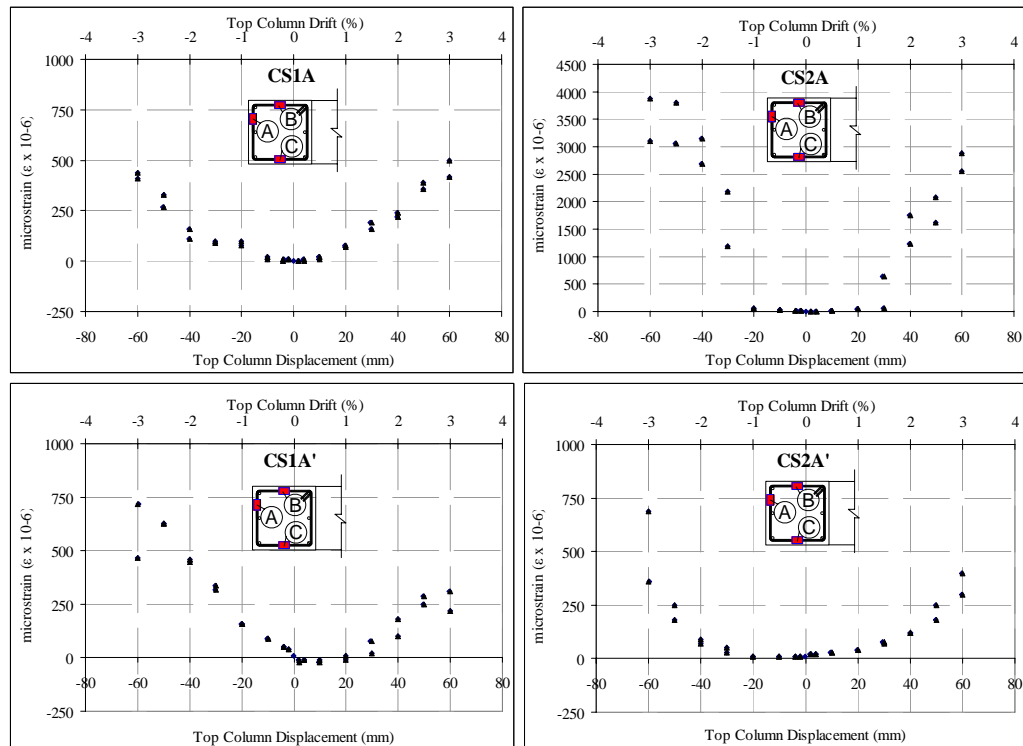 Top Column Drift (%)
-4 -3 -2 -1 0 1 2 3 4
CS1A
A
B
C
1000
750
500
250
0
-250
microstrain (ε x 10-6)
-80 -60 -40 -20 0 20 40 60 80
Top Column Displacement (mm)
Top Column Drift (%)
-4 -3 -2 -1 0 1 2 3 4
CS2A
A
B
C
4500
4000
3500
3000
2500
2000
1500
1000
500
0
microstrain (ε x 10-6)
-80 -60 -40 -20 0 20 40 60 80
Top Column Displacement (mm)
Top Column Drift (%)
-4 -3 -2 -1 0 1 2 3 4
CS1A'
A
B
C
1000
750
500
250
0
-250
microstrain (ε x 10-6)
-80 -60 -40 -20 0 20 40 60 80
Top Column Displacement (mm)
Top Column Drift (%)
-4 -3 -2 -1 0 1 2 3 4
CS2A'
A
B
C
1000
750
500
250
0
-250
microstrain (ε x 10-6)
-80 -60 -40 -20 0 20 40 60 80
Top Column Displacement (mm)